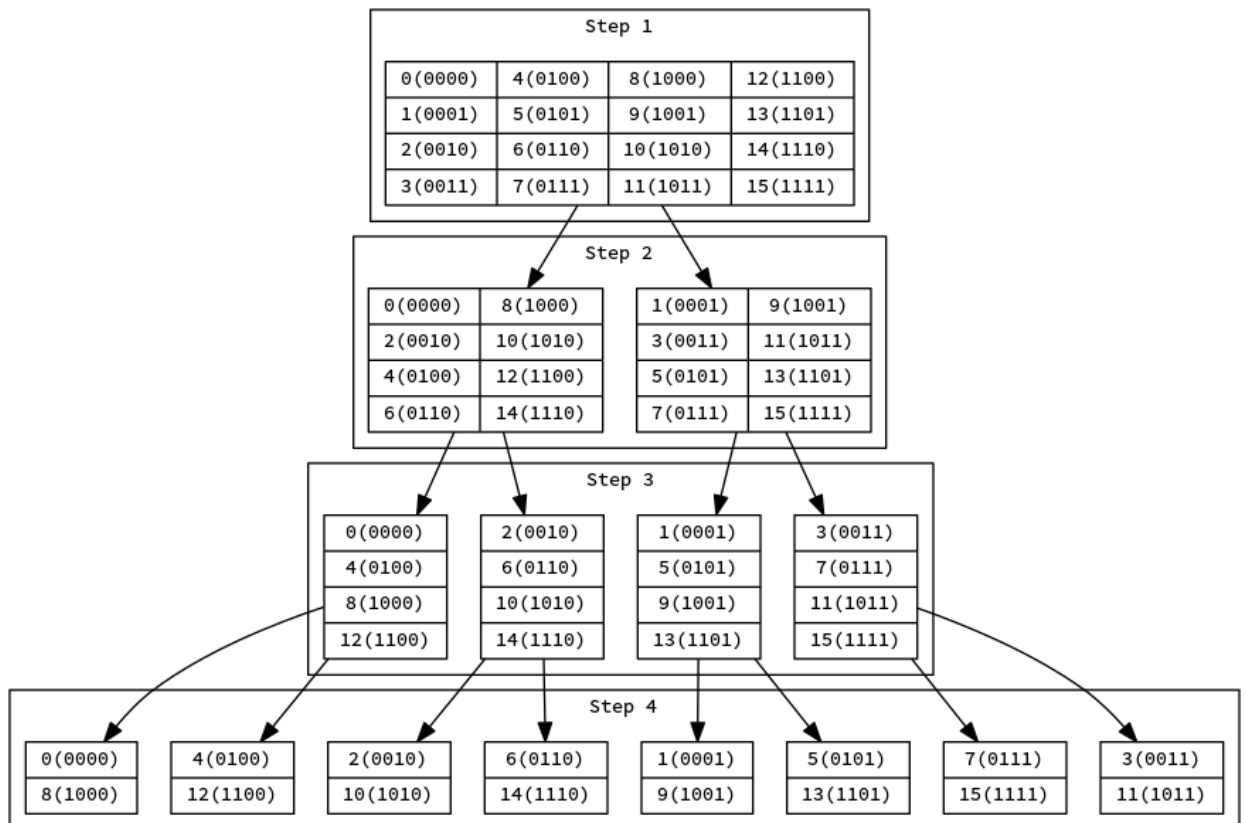 Step 1
0(0000) 4(0100) 8(1000) 12(1100)
1(0001) 5(0101) 9(1001) 13(1101)
2(0010) 6(0110) 10(1010) 14(1110)
3(0011) 7(0111) 11(1011) 15(1111)
Step 2
0(0000) 8(1000) 1(0001) 9(1001)
2(0010) 10(1010) 3(0011) 11(1011)
4(0100) 12(1100) 5(0101) 13(1101)
6(0110) 14(1110) 7(0111) 15(1111)
Step 3
0(0000) 2(0010) 1(0001) 3(0011)
4(0100) 6(0110) 5(0101) 7(0111)
8(1000) 10(1010) 9(1001) 11(1011)
12(1100) 14(1110) 13(1101) 15(1111)
Step 4
0(0000) 4(0100) 2(0010) 6(0110) 1(0001) 5(0101) 7(0111) 3(0011)
8(1000) 12(1100) 10(1010) 14(1110) 9(1001) 13(1101) 15(1111) 11(1011)